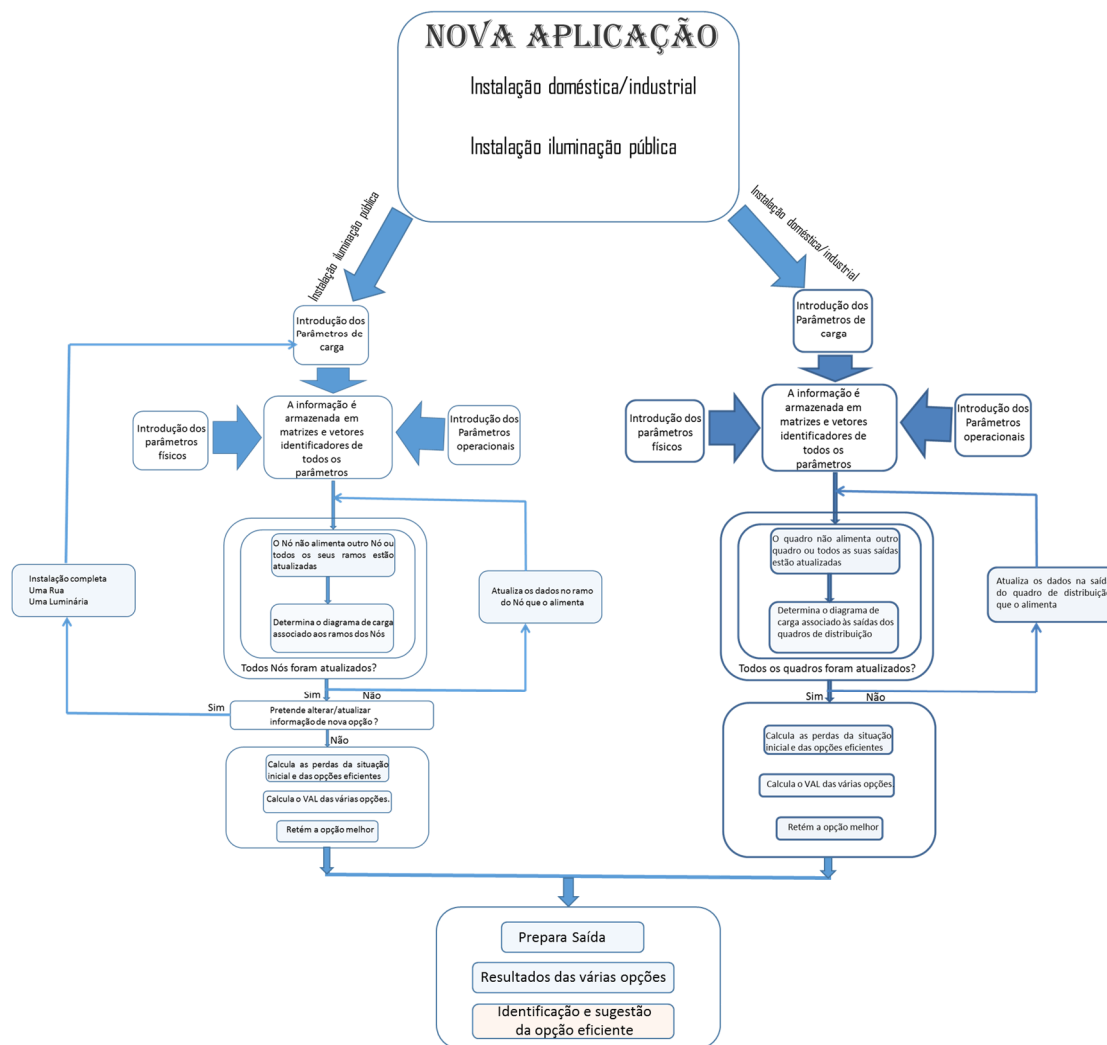 NOVA APLICAÇÃO
Instalação doméstica/industrial
Instalação iluminação pública
Instalação iluminação pública
Instalação doméstica/industrial
Introdução dos
Parâmetros de
carga
A informação é
armazenada em
matrizes e vetores
identificadores de
todos os
parâmetros
Introdução dos
parâmetros
físicos
Introdução dos
Parâmetros
operacionais
O Nó não alimenta outro Nó ou
todos os seus ramos estão
atualizadas
Determina o diagrama de carga
associado aos ramos dos Nós
Todos Nós foram atualizados?
Atualiza os dados no ramo
do Nó que o alimenta
Instalação completa
Uma Rua
Uma Luminária
Sim
Não
Sim
Pretende alterar/atualizar
informação de nova opção ?
Não
Calcula as perdas da situação
inicial e das opções eficientes
Calcula o VAL das várias opções.
Retém a opção melhor
Introdução dos
Parâmetros de
carga
A informação é
armazenada em
matrizes e vetores
identificadores de
todos os
parâmetros
Introdução dos
parâmetros
físicos
Introdução dos
Parâmetros
operacionais
O quadro não alimenta outro
quadro ou todos as suas saídas
estão atualizadas
Determina o diagrama de
carga associado às saídas dos
quadros de distribuição
Todos os quadros foram atualizados?
Atualiza os dados na saída
do quadro de distribuição
que o alimenta
Sim
Não
Calcula as perdas da situação
inicial e das opções eficientes
Calcula o VAL das várias opções.
Retém a opção melhor
Prepara Saída
Resultados das várias opções
Identificação e sugestão
da opção eficiente